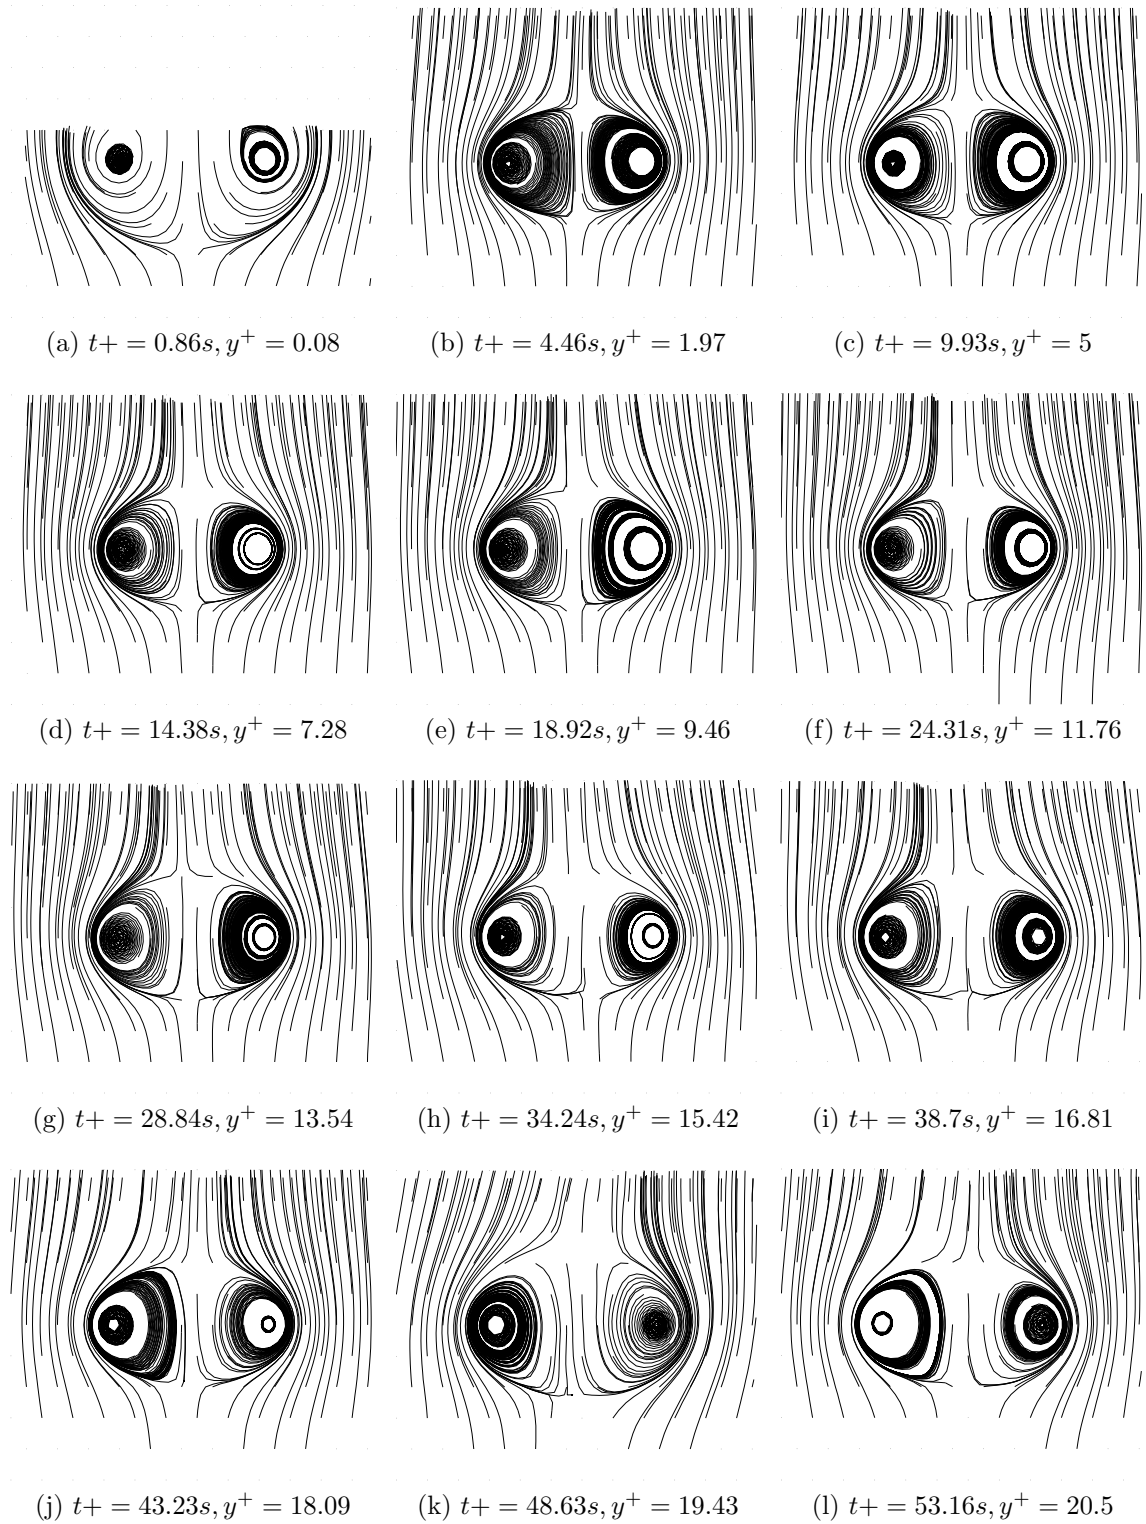 (a) t+ = 0.86s, y⁺ = 0.08
(b) t+ = 4.46s, y⁺ = 1.97
(c) t+ = 9.93s, y⁺ = 5
(d) t+ = 14.38s, y⁺ = 7.28
(e) t+ = 18.92s, y⁺ = 9.46
(f) t+ = 24.31s, y⁺ = 11.76
(g) t+ = 28.84s, y⁺ = 13.54
(h) t+ = 34.24s, y⁺ = 15.42
(i) t+ = 38.7s, y⁺ = 16.81
(j) t+ = 43.23s, y⁺ = 18.09
(k) t+ = 48.63s, y⁺ = 19.43
(l) t+ = 53.16s, y⁺ = 20.5